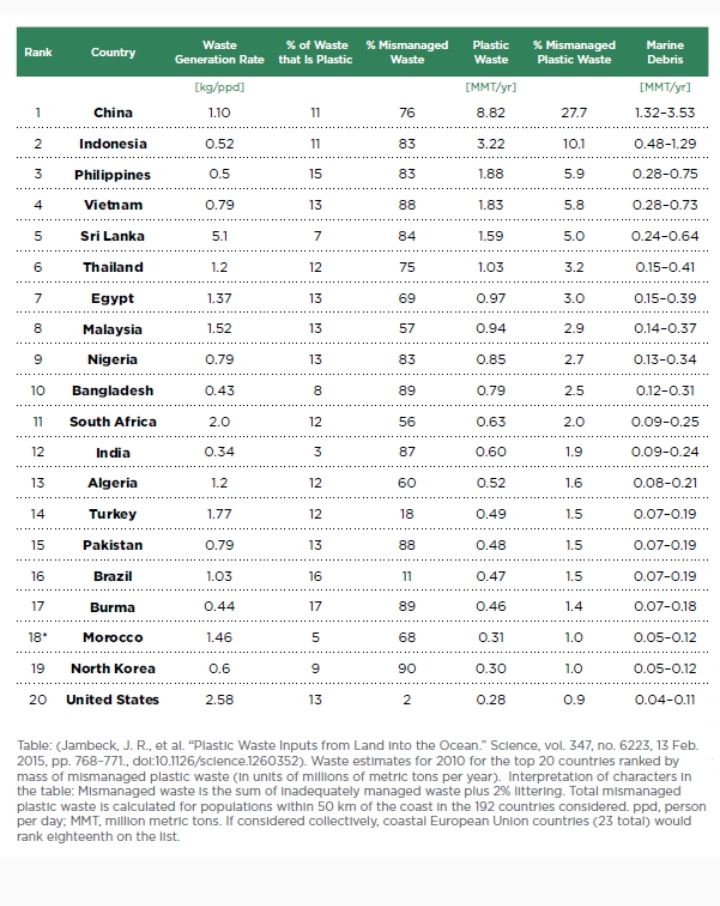 Rank Country Waste Generation Rate % of Waste that Is Plastic % Mismanaged Waste Plastic Waste % Mismanaged Plastic Waste Marine Debris
[kg/ppd] [MMT/yr] [MMT/yr]
1 China 1.10 11 76 8.82 27.7 1.32–3.53
2 Indonesia 0.52 11 83 3.22 10.1 0.48–1.29
3 Philippines 0.5 15 83 1.88 5.9 0.28–0.75
4 Vietnam 0.79 13 88 1.83 5.8 0.28–0.73
5 Sri Lanka 5.1 7 84 1.59 5.0 0.24–0.64
6 Thailand 1.2 12 75 1.03 3.2 0.15–0.41
7 Egypt 1.37 13 69 0.97 3.0 0.15–0.39
8 Malaysia 1.52 13 57 0.94 2.9 0.14–0.37
9 Nigeria 0.79 13 83 0.85 2.7 0.13–0.34
10 Bangladesh 0.43 8 89 0.79 2.5 0.12–0.31
11 South Africa 2.0 12 56 0.63 2.0 0.09–0.25
12 India 0.34 3 87 0.60 1.9 0.09–0.24
13 Algeria 1.2 12 60 0.52 1.6 0.08–0.21
14 Turkey 1.77 12 18 0.49 1.5 0.07–0.19
15 Pakistan 0.79 13 88 0.48 1.5 0.07–0.19
16 Brazil 1.03 16 11 0.47 1.5 0.07–0.19
17 Burma 0.44 17 89 0.46 1.4 0.07–0.18
18* Morocco 1.46 5 68 0.31 1.0 0.05–0.12
19 North Korea 0.6 9 90 0.30 1.0 0.05–0.12
20 United States 2.58 13 2 0.28 0.9 0.04–0.11
Table: (Jambeck, J. R., et al. “Plastic Waste Inputs from Land into the Ocean.” Science, vol. 347, no. 6223, 13 Feb.
2015, pp. 768–771., doi:10.1126/science.1260352). Waste estimates for 2010 for the top 20 countries ranked by
mass of mismanaged plastic waste (in units of millions of metric tons per year). Interpretation of characters in
the table: Mismanaged waste is the sum of inadequately managed waste plus 2% littering. Total mismanaged
plastic waste is calculated for populations within 50 km of the coast in the 192 countries considered. ppd, person
per day; MMT, million metric tons. If considered collectively, coastal European Union countries (23 total) would
rank eighteenth on the list.